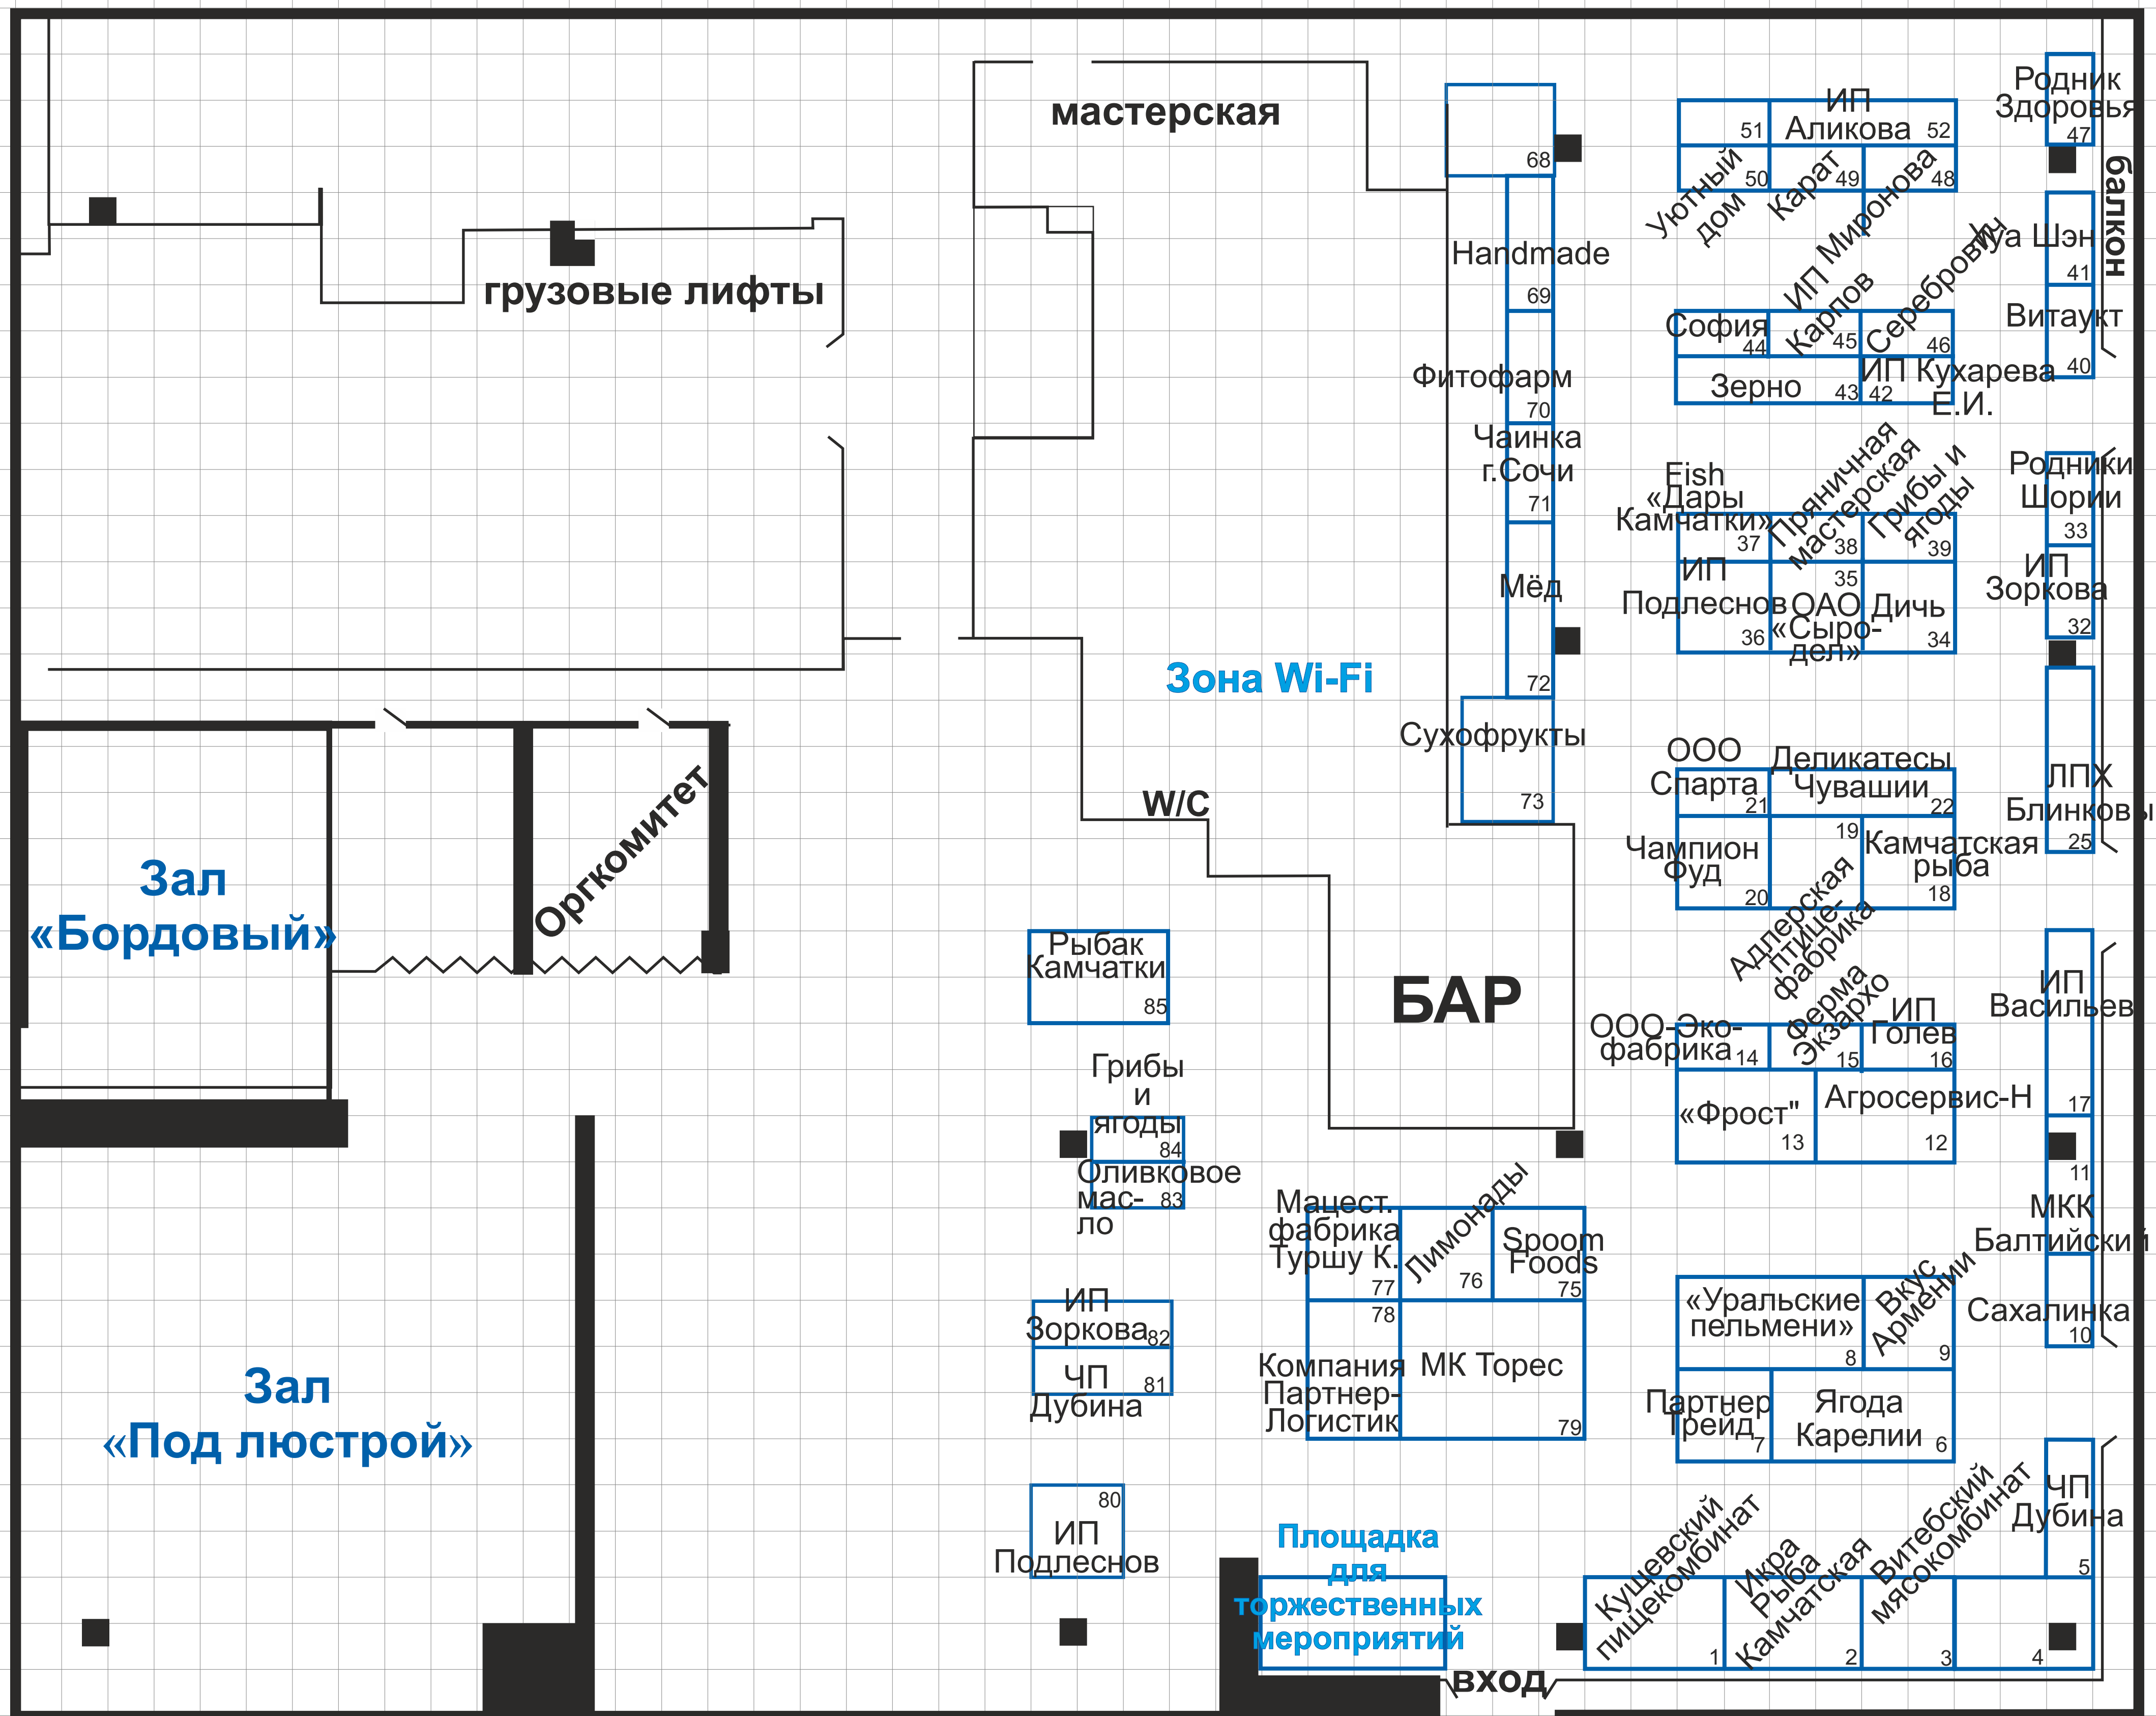 мастерская
грузовые лифты
Зона Wi-Fi
W/C
БАР
Зал
«Бордовый»
Оргкомитет
Зал
«Под люстрой»
балкон
68
Handmade
69
Фитофарм
70
Чаинка
г.Сочи
71
Мёд
72
Сухофрукты
73
51
ИП
Аликова
52
Уютный
дом
50
Карат
49
ИП Миронова
48
Родник
Здоровья
47
Шэн
41
Витаукт
40
София
44
Карпов
45
Серебрович
46
Зерно
43
ИП Кухарева
Е.И.
42
Eish
«Дары
Камчатки»
37
Пряничная
мастерская
38
Грибы и
ягоды
39
ИП
Подлеснов
36
35
ОАО
«Сыро-
дел»
Дичь
34
Родники
Шории
33
ИП
Зоркова
32
ООО
Спарта
21
Деликатесы
Чувашии
22
Чампион
Фуд
20
19
Адлерская
птице-
фабрика
Камчатская
рыба
18
ЛПХ
Блинковы
25
ООО-Эко-
фабрика
14
Ферма
Экзархо
15
ИП
Голев
16
«Фрост"
13
Агросервис-Н
12
ИП
Васильев
17
11
МКК
Балтийский
Сахалинка
10
«Уральские
пельмени»
8
Вкус
Армении
9
Партнер
Трейд
7
Ягода
Карелии
6
ЧП
Дубина
5
Кущевский
пищекомбинат
1
Икра
Рыба
Камчатская
2
Витебский
мясокомбинат
3
4
Рыбак
Камчатки
85
Грибы
и
ягоды
84
Оливковое
мас-
ло
83
ИП
Зоркова
82
ЧП
Дубина
81
80
ИП
Подлеснов
Мацест.
фабрика
Туршу К.
77
Лимонады
76
Spoom
Foods
75
78
Компания
Партнер-
Логистик
МК Торес
79
Площадка
для
торжественных
мероприятий
вход